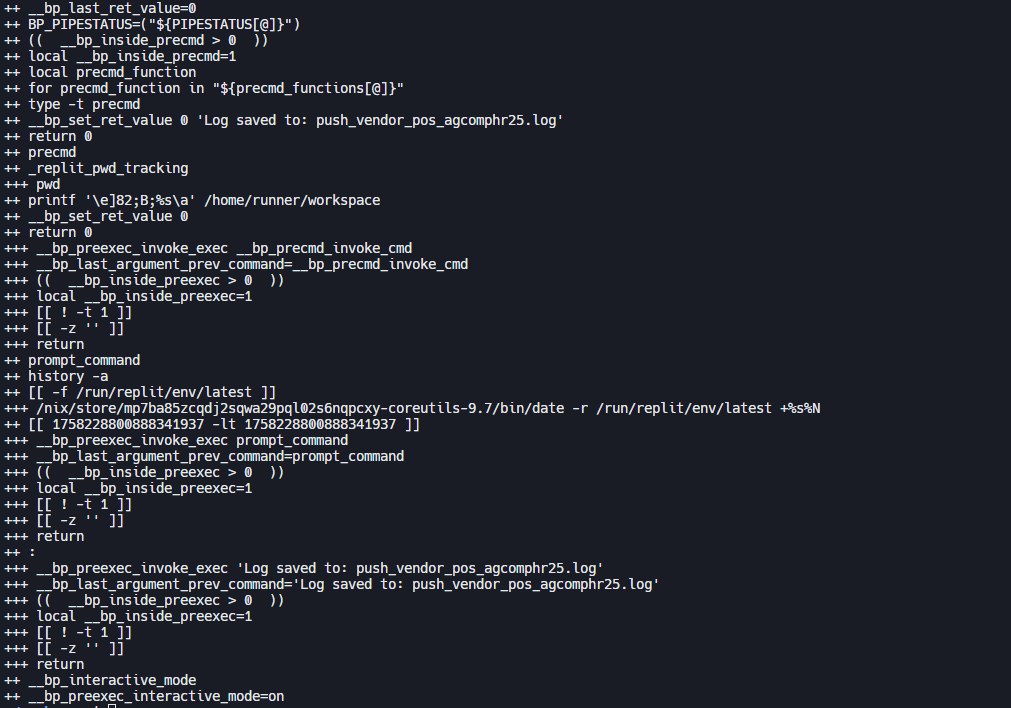 ++ __bp_last_ret_value=0
++ BP_PIPESTATUS=("${PIPESTATUS[@]}")
++ ((  __bp_inside_precmd > 0  ))
++ local __bp_inside_precmd=1
++ local precmd_function
++ for precmd_function in "${precmd_functions[@]}"
++ type -t precmd
++ __bp_set_ret_value 0 'Log saved to: push_vendor_pos_agcomphr25.log'
++ return 0
++ precmd
++ _replit_pwd_tracking
+++ pwd
++ printf '\e]82;B;%s\a' /home/runner/workspace
++ __bp_set_ret_value 0
++ return 0
+++ __bp_preexec_invoke_exec __bp_precmd_invoke_cmd
+++ __bp_last_argument_prev_command=__bp_precmd_invoke_cmd
+++ ((  __bp_inside_preexec > 0  ))
+++ local __bp_inside_preexec=1
+++ [[ ! -t 1 ]]
+++ [[ -z '' ]]
+++ return
++ prompt_command
++ history -a
++ [[ -f /run/replit/env/latest ]]
+++ /nix/store/mp7ba85zcqdj2sqwa29pql02s6nqpcxy-coreutils-9.7/bin/date -r /run/replit/env/latest +%s%N
++ [[ 1758228800888341937 -lt 1758228800888341937 ]]
+++ __bp_preexec_invoke_exec prompt_command
+++ __bp_last_argument_prev_command=prompt_command
+++ ((  __bp_inside_preexec > 0  ))
+++ local __bp_inside_preexec=1
+++ [[ ! -t 1 ]]
+++ [[ -z '' ]]
+++ return
++ :
+++ __bp_preexec_invoke_exec 'Log saved to: push_vendor_pos_agcomphr25.log'
+++ __bp_last_argument_prev_command='Log saved to: push_vendor_pos_agcomphr25.log'
+++ ((  __bp_inside_preexec > 0  ))
+++ local __bp_inside_preexec=1
+++ [[ ! -t 1 ]]
+++ [[ -z '' ]]
+++ return
++ __bp_interactive_mode
++ __bp_preexec_interactive_mode=on